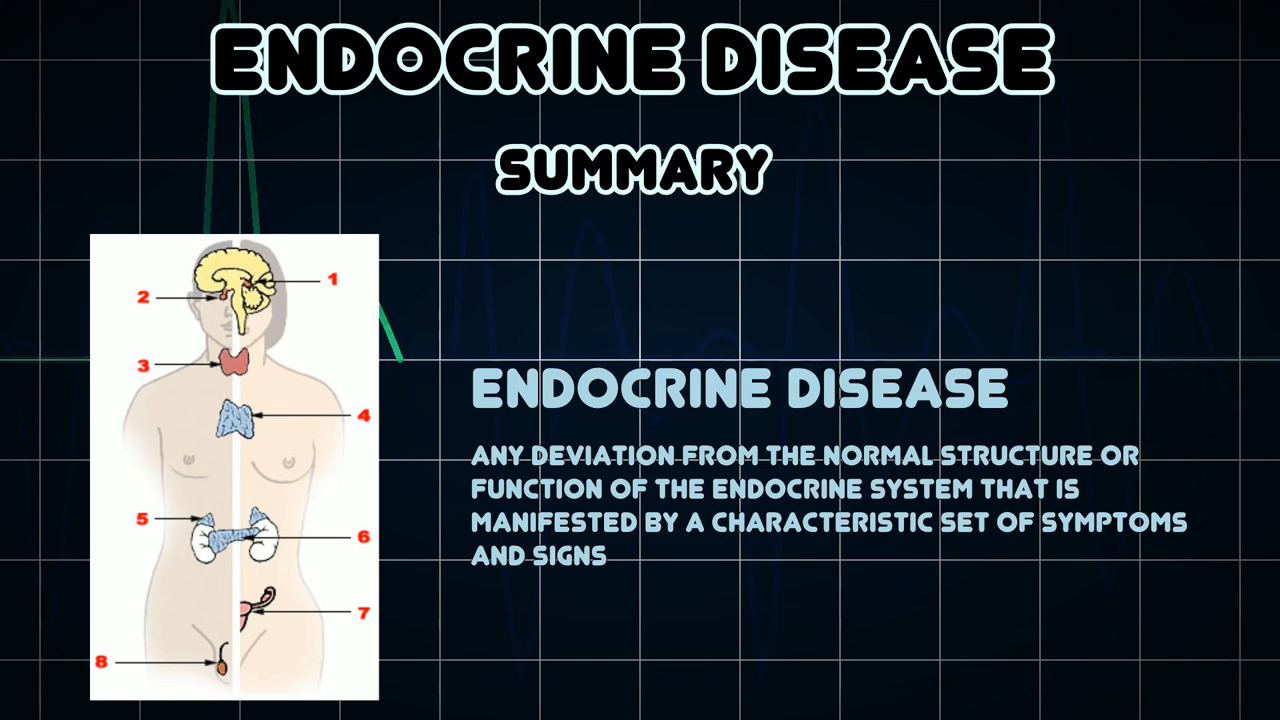 ENDOCRINE DISEASE
SUMMARY
1
2
3
4
5
6
7
8
ENDOCRINE DISEASE
ANY DEVIATION FROM THE NORMAL STRUCTURE OR
FUNCTION OF THE ENDOCRINE SYSTEM THAT IS
MANIFESTED BY A CHARACTERISTIC SET OF SYMPTOMS
AND SIGNS